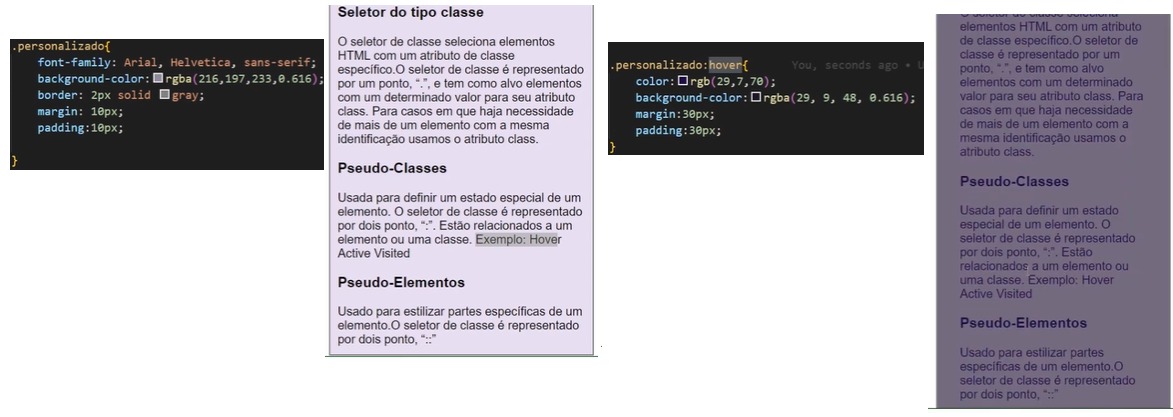 .personalizado{
font-family: Arial, Helvetica, sans-serif;
background-color: rgba(216,197,233,0.616);
border: 2px solid gray;
margin: 10px;
padding:10px;
}
Seletor do tipo classe
O seletor de classe seleciona elementos
HTML com um atributo de classe
específico.O seletor de classe é representado
por um ponto, “.”, e tem como alvo elementos
com um determinado valor para seu atributo
class. Para casos em que haja necessidade
de mais de um elemento com a mesma
identificação usamos o atributo class.
Pseudo-Classes
Usada para definir um estado especial de um
elemento. O seletor de classe é representado
por dois ponto, “:”. Estão relacionados a um
elemento ou uma classe. Exemplo: Hover
Active Visited
Pseudo-Elementos
Usado para estilizar partes específicas de um
elemento.O seletor de classe é representado
por dois ponto, “::”
.personalizado:hover{ You, seconds ago • U
color: rgb(29,7,70);
background-color: rgba(29, 9, 48, 0.616);
margin:30px;
padding:30px;
}
O seletor de classe seleciona
elementos HTML com um atributo
de classe específico.O seletor de
classe é representado por um
ponto, “.”, e tem como alvo
elementos com um determinado
valor para seu atributo class. Para
casos em que haja necessidade
de mais de um elemento com a
mesma identificação usamos o
atributo class.
Pseudo-Classes
Usada para definir um estado
especial de um elemento. O
seletor de classe é representado
por dois ponto, “:”. Estão
relacionados a um elemento ou
uma classe. Exemplo: Hover
Active Visited
Pseudo-Elementos
Usado para estilizar partes
específicas de um elemento.O
seletor de classe é representado
por dois ponto, “::”